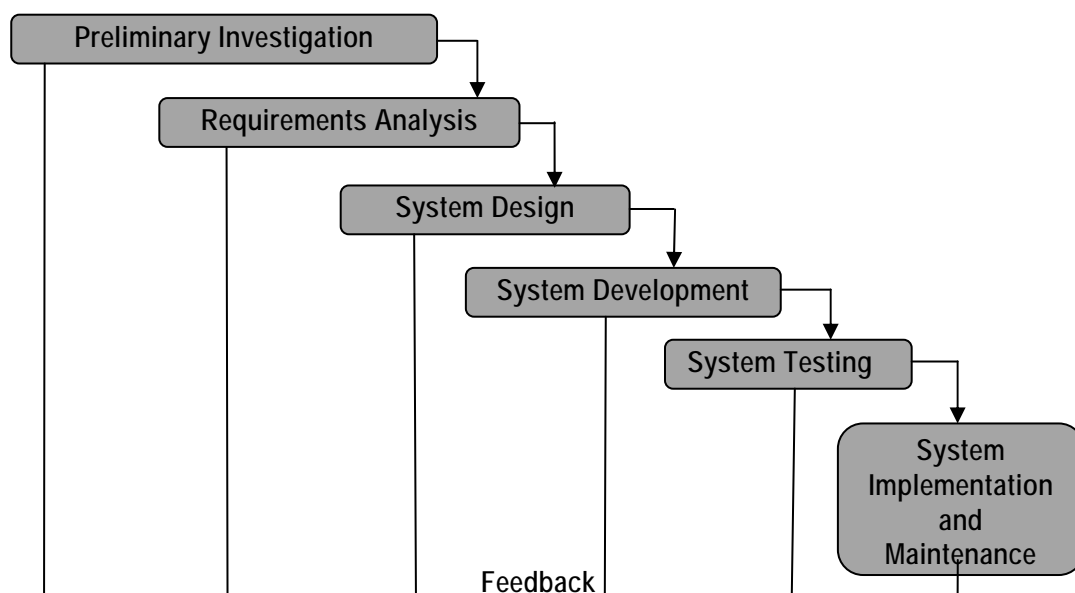 Preliminary Investigation
Requirements Analysis
System Design
System Development
System Testing
System
Implementation
and
Maintenance
Feedback